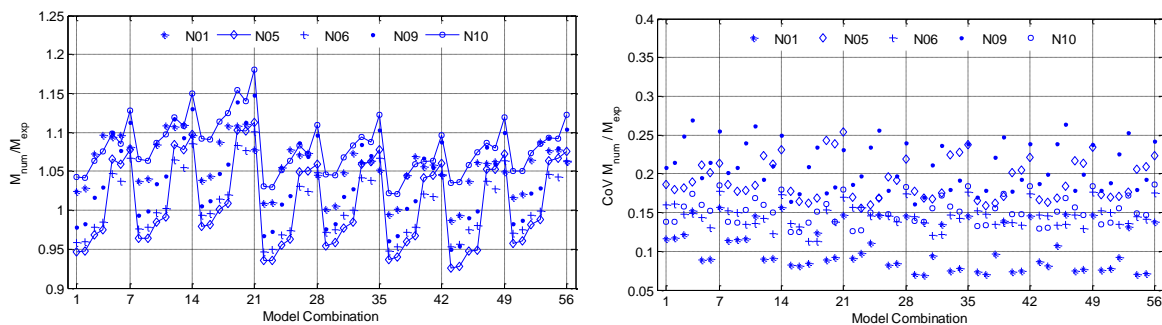 1.25
1.2
1.15
1.1
1.05
1
0.95
0.9
M_num/M_exp
N01 N05 N06 N09 N10
1 7 14 21 28 35 42 49 56
Model Combination
0.4
0.35
0.3
0.25
0.2
0.15
0.1
0.05
CoV M_num / M_exp
N01 N05 N06 N09 N10
1 7 14 21 28 35 42 49 56
Model Combination